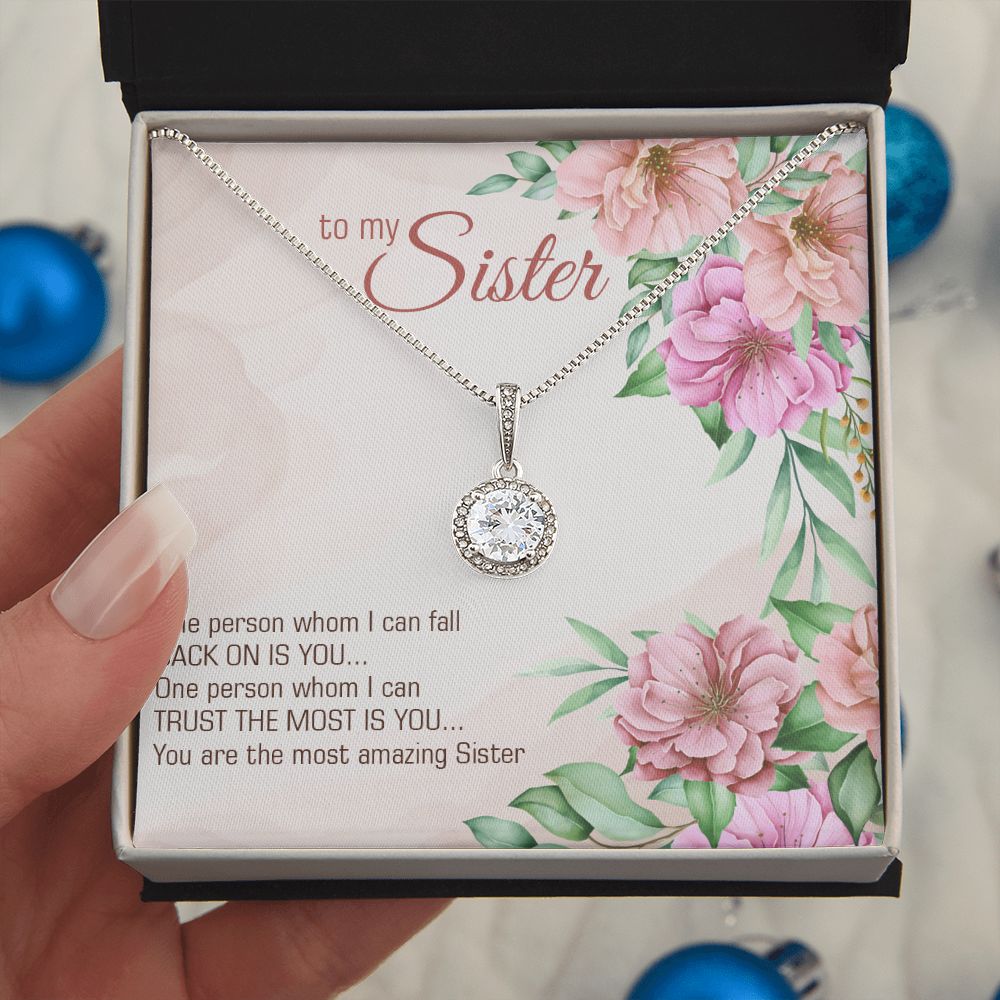 to my
Sister
person whom I can fall
ON IS YOU...
One person whom I can
TRUST THE MOST IS YOU...
You are the most amazing Sister